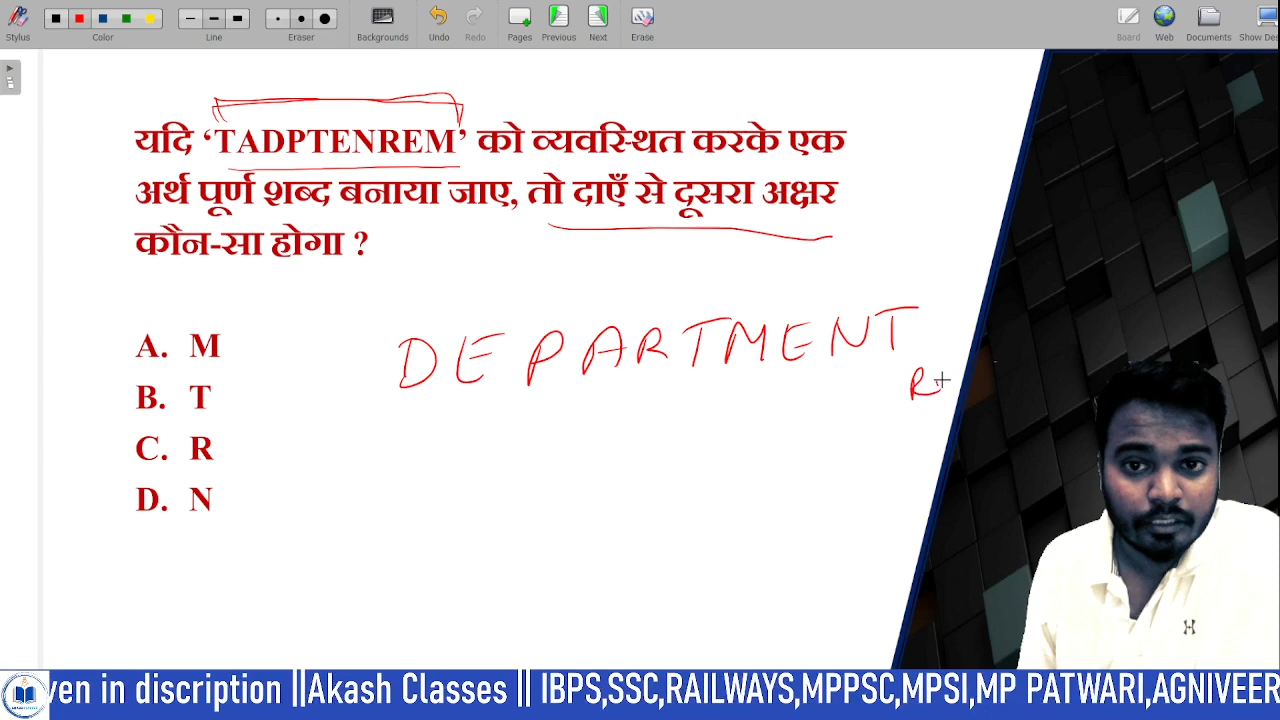 Stylus
Color
Line
Eraser
Backgrounds
Undo
Redo
Pages
Previous
Next
Erase
Board
Web
Documents
Show Des
यदि ‘TADPTENREM’ को व्यवस्थित करके एक
अर्थ पूर्ण शब्द बनाया जाए, तो दाएँ से दूसरा अक्षर
कौन-सा होगा ?
A. M
B. T
C. R
D. N
DEPARTMENT
R
H
ven in discription ||Akash Classes || IBPS,SSC,RAILWAYS,MPPSC,MPSI,MP PATWARI,AGNIVEER